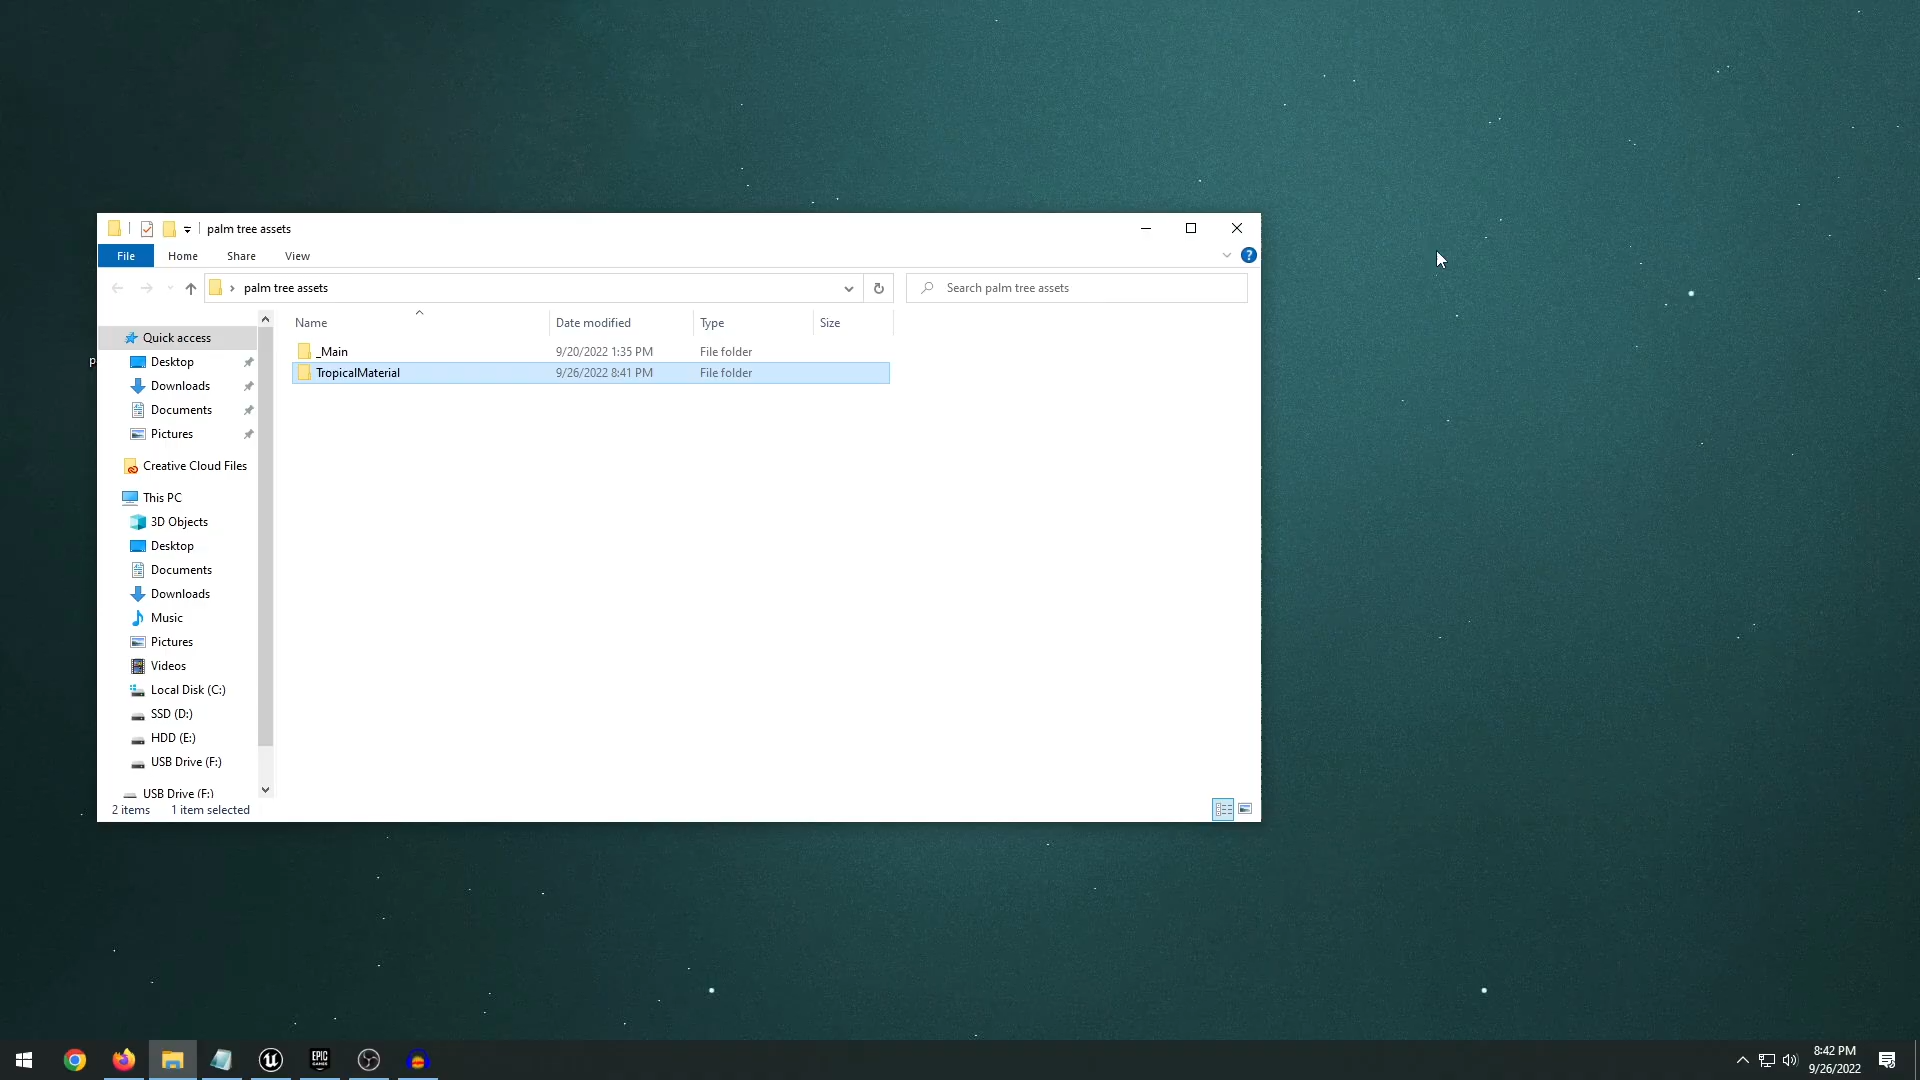 palm tree assets
File Home Share View
?
palm tree assets
Search palm tree assets
Name Date modified Type Size
Quick access
_Main 9/20/2022 1:35 PM File folder
p
Desktop
TropicalMaterial 9/26/2022 8:41 PM File folder
Downloads
Documents
Pictures
Creative Cloud Files
This PC
3D Objects
Desktop
Documents
Downloads
Music
Pictures
Videos
Local Disk (C:)
SSD (D:)
HDD (E:)
USB Drive (F:)
USB Drive (F:)
2 items 1 item selected
EPIC
GAMES
8:42 PM
9/26/2022